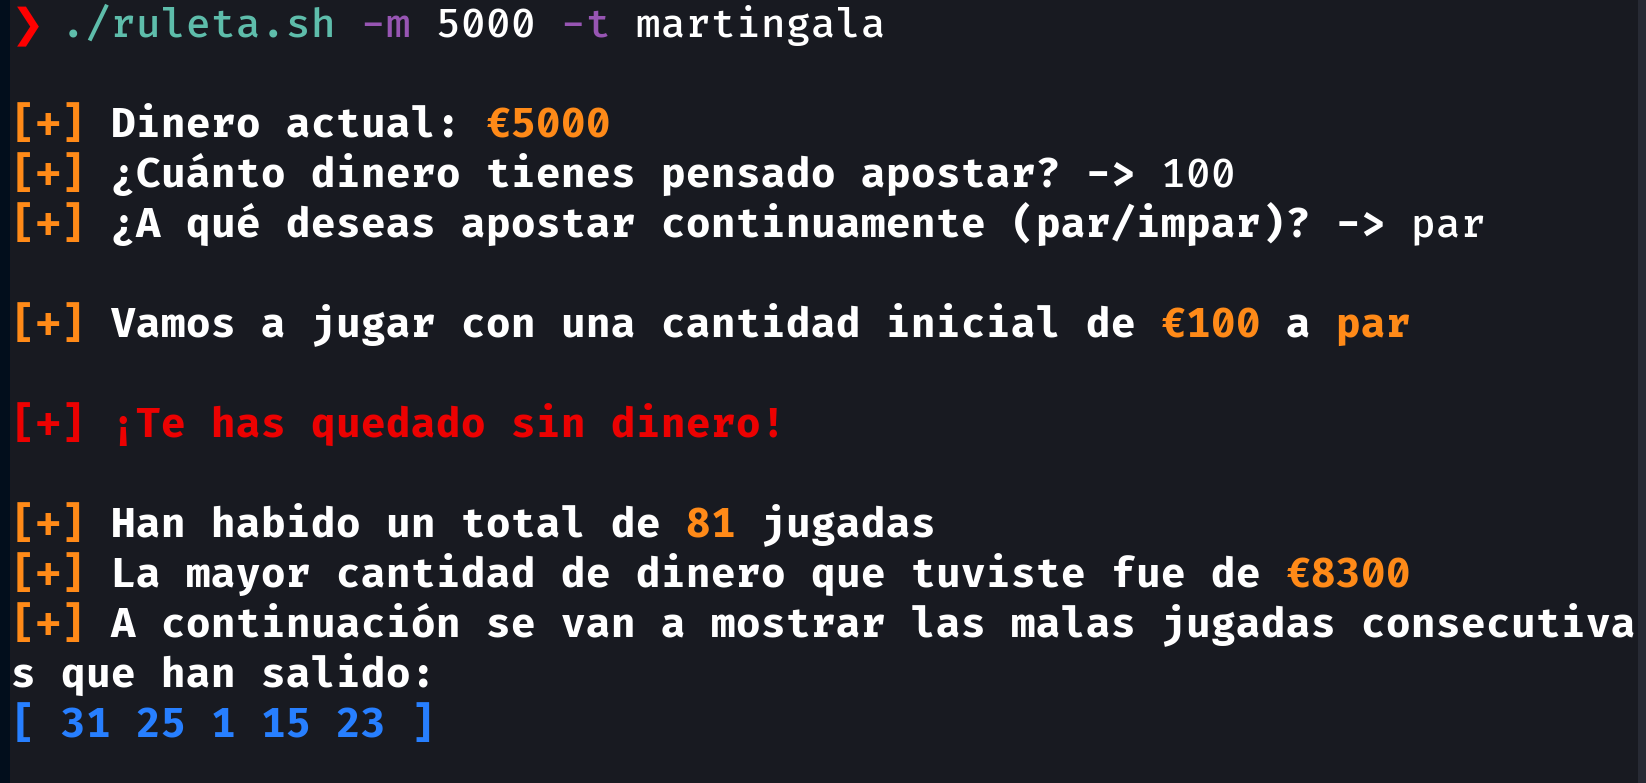 ❯ ./ruleta.sh -m 5000 -t martingala
[+] Dinero actual: €5000
[+] ¿Cuánto dinero tienes pensado apostar? -> 100
[+] ¿A qué deseas apostar continuamente (par/impar)? -> par
[+] Vamos a jugar con una cantidad inicial de €100 a par
[+] ¡Te has quedado sin dinero!
[+] Han habido un total de 81 jugadas
[+] La mayor cantidad de dinero que tuviste fue de €8300
[+] A continuación se van a mostrar las malas jugadas consecutiva
s que han salido:
[ 31 25 1 15 23 ]